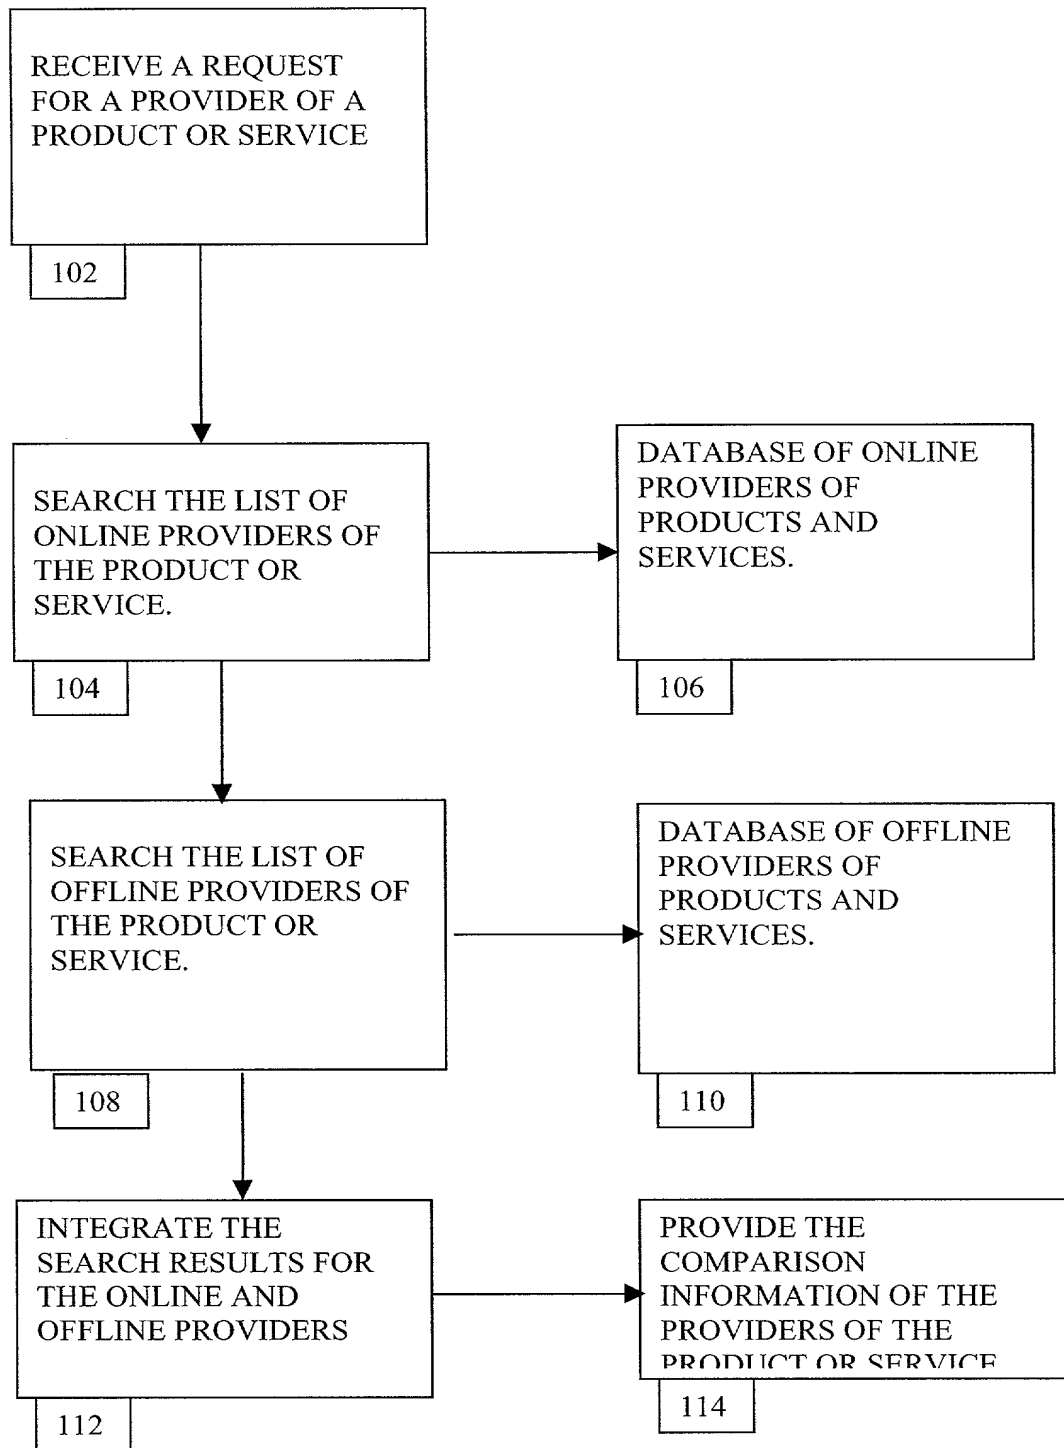 RECEIVE A REQUEST
FOR A PROVIDER OF A
PRODUCT OR SERVICE
102
SEARCH THE LIST OF
ONLINE PROVIDERS OF
THE PRODUCT OR
SERVICE.
104
DATABASE OF ONLINE
PROVIDERS OF
PRODUCTS AND
SERVICES.
106
SEARCH THE LIST OF
OFFLINE PROVIDERS OF
THE PRODUCT OR
SERVICE.
108
DATABASE OF OFFLINE
PROVIDERS OF
PRODUCTS AND
SERVICES.
110
INTEGRATE THE
SEARCH RESULTS FOR
THE ONLINE AND
OFFLINE PROVIDERS
112
PROVIDE THE
COMPARISON
INFORMATION OF THE
PROVIDERS OF THE
PRODUCT OR SERVICE
114